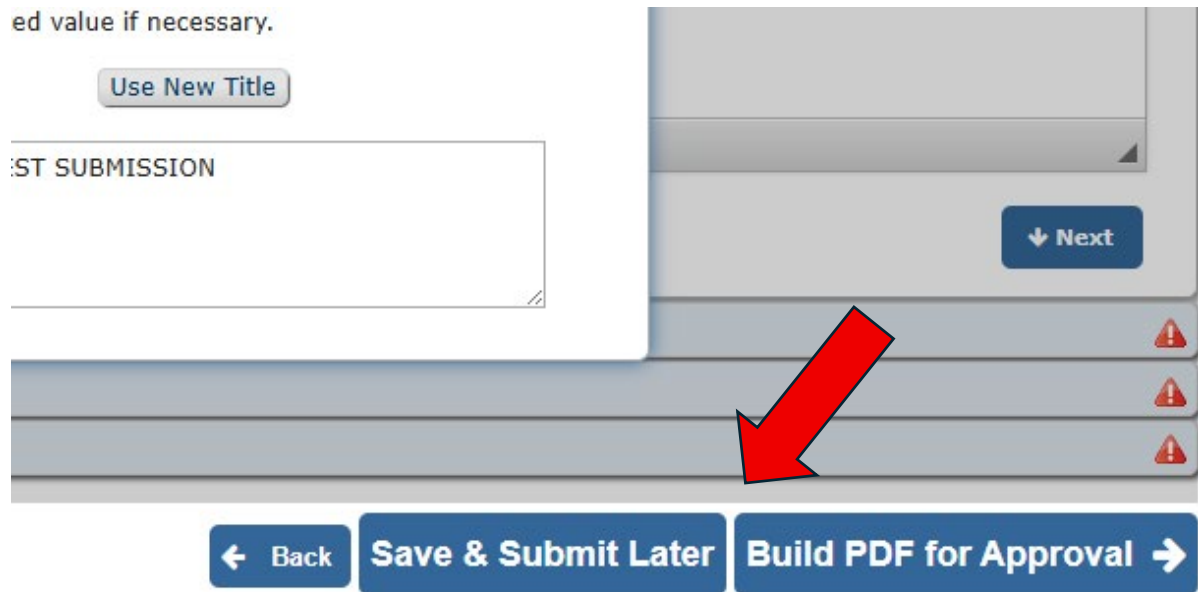 ed value if necessary.
Use New Title
EST SUBMISSION
Next
Back
Save & Submit Later
Build PDF for Approval